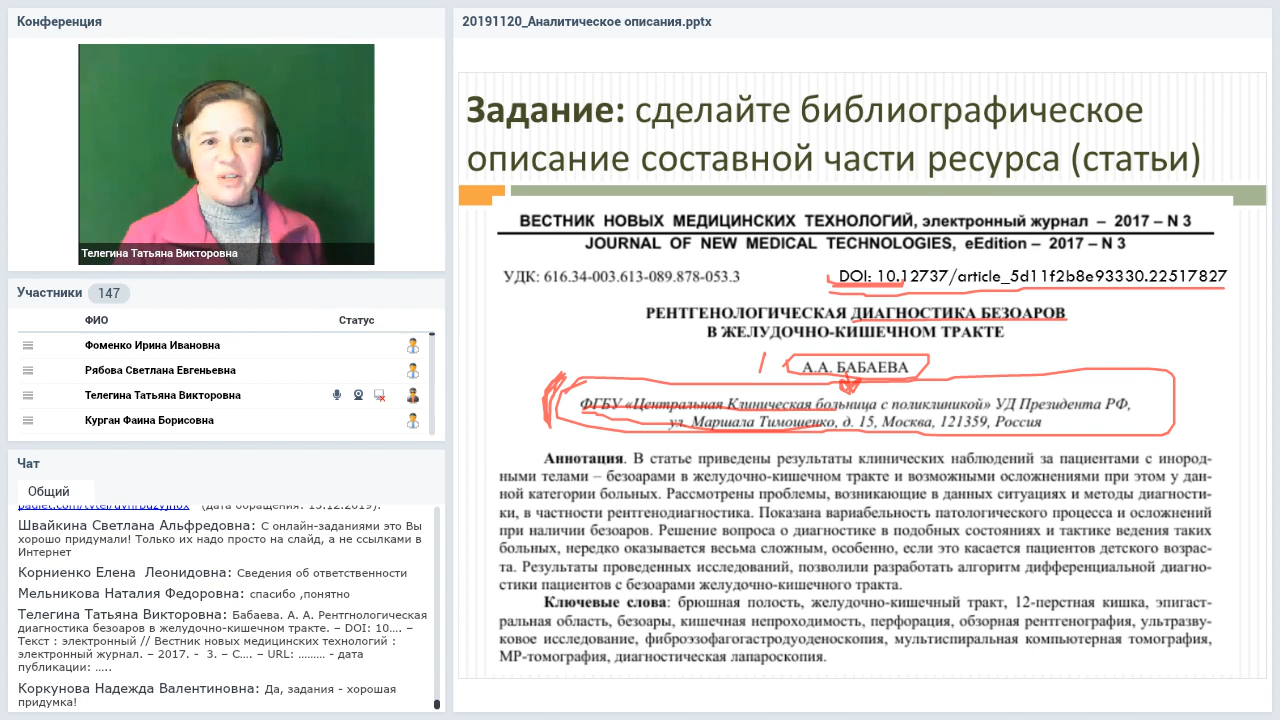 Конференция
Телегина Татьяна Викторовна
Участники 147
ФИО Статус
Фоменко Ирина Ивановна
Рябова Светлана Евгеньевна
Телегина Татьяна Викторовна
Курган Фаина Борисовна
Чат
Общий
Швайкина Светлана Альфредовна: С онлайн-заданиями это Вы
хорошо придумали! Только их надо просто на слайд, а не ссылками в
Интернет
Корниенко Елена Леонидовна: Сведения об ответственности
Мельникова Наталия Федоровна: спасибо ,понятно
Телегина Татьяна Викторовна: Бабаева. А. А. Рентгнологическая
диагностика безоаров в желудочно-кишечном тракте. – DOI: 10.... –
Текст : электронный // Вестник новых медицинских технологий :
электронный журнал. – 2017. - 3. – С.... – URL: ......... - дата
публикации: .....
Коркунова Надежда Валентиновна: Да, задания - хорошая
придумка!
20191120_Аналитическое описания.pptx
Задание: сделайте библиографическое
описание составной части ресурса (статьи)
ВЕСТНИК НОВЫХ МЕДИЦИНСКИХ ТЕХНОЛОГИЙ, электронный журнал – 2017 – N 3
JOURNAL OF NEW MEDICAL TECHNOLOGIES, eEdition – 2017 – N 3
УДК: 616.34-003.613-089.878-053.3 DOI: 10.12737/article_5d11f2b8e93330.22517827
РЕНТГЕНОЛОГИЧЕСКАЯ ДИАГНОСТИКА БЕЗОАРОВ
В ЖЕЛУДОЧНО-КИШЕЧНОМ ТРАКТЕ
А.А. БАБАЕВА
ФГБУ «Центральная Клиническая больница с поликлиникой» УД Президента РФ,
ул. Маршала Тимошенко, д. 15, Москва, 121359, Россия
Аннотация. В статье приведены результаты клинических наблюдений за пациентами с инород-
ными телами – безоарами в желудочно-кишечном тракте и возможными осложнениями при этом у дан-
ной категории больных. Рассмотрены проблемы, возникающие в данных ситуациях и методы диагности-
ки, в частности рентгенодиагностика. Показана вариабельность патологического процесса и осложнений
при наличии безоаров. Решение вопроса о диагностике в подобных состояниях и тактике ведения таких
больных, нередко оказывается весьма сложным, особенно, если это касается пациентов детского возрас-
та. Результаты проведенных исследований, позволили разработать алгоритм дифференциальной диагно-
стики пациентов с безоарами желудочно-кишечного тракта.
Ключевые слова: брюшная полость, желудочно-кишечный тракт, 12-перстная кишка, эпигаст-
ральная область, безоары, кишечная непроходимость, перфорация, обзорная рентгенография, ультразву-
ковое исследование, фиброэзофагогастродуоденоскопия, мультиспиральная компьютерная томография,
МР-томография, диагностическая лапароскопия.